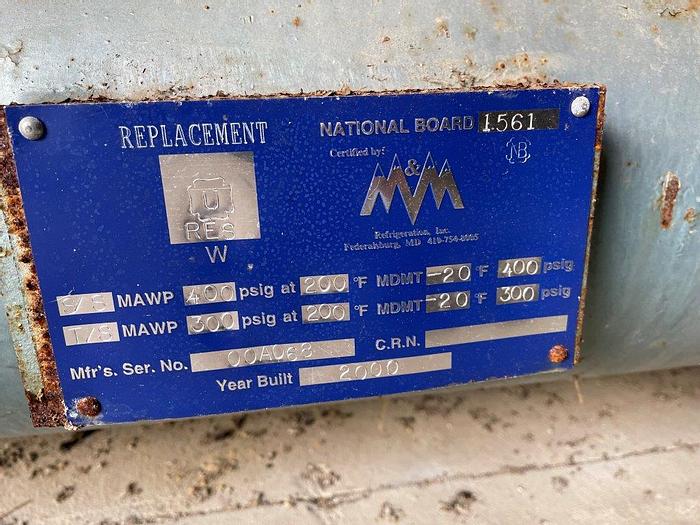 REPLACEMENT
NATIONAL BOARD 1561
NB
Certified by:
M&M
Refrigeration, Inc.
Federalsburg, MD 410-754-8005
U
RES
W
S/S MAWP 400 psig at 200 °F MDMT -20 °F 400 psig
T/S MAWP 300 psig at 200 °F MDMT -20 °F 300 psig
Mfr's. Ser. No. 00A068 C.R.N.
Year Built 2000